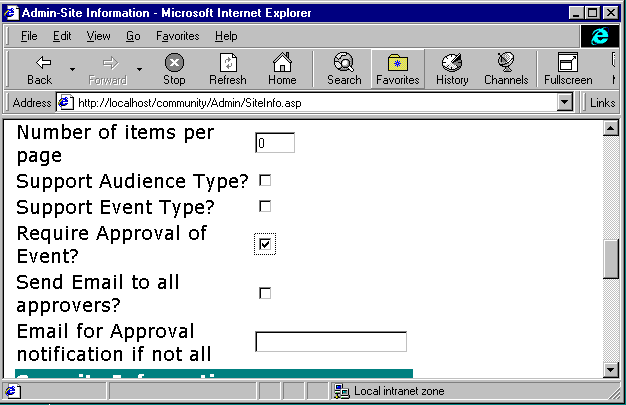 Admin-Site Information - Microsoft Internet Explorer
File Edit View Go Favorites Help
Back Forward Stop Refresh Home Search Favorites History Channels Fullscreen
Address http://localhost/community/Admin/SiteInfo.asp Links
Number of items per
page
0
Support Audience Type?
Support Event Type?
Require Approval of
Event?
Send Email to all
approvers?
Email for Approval
notification if not all
Local intranet zone